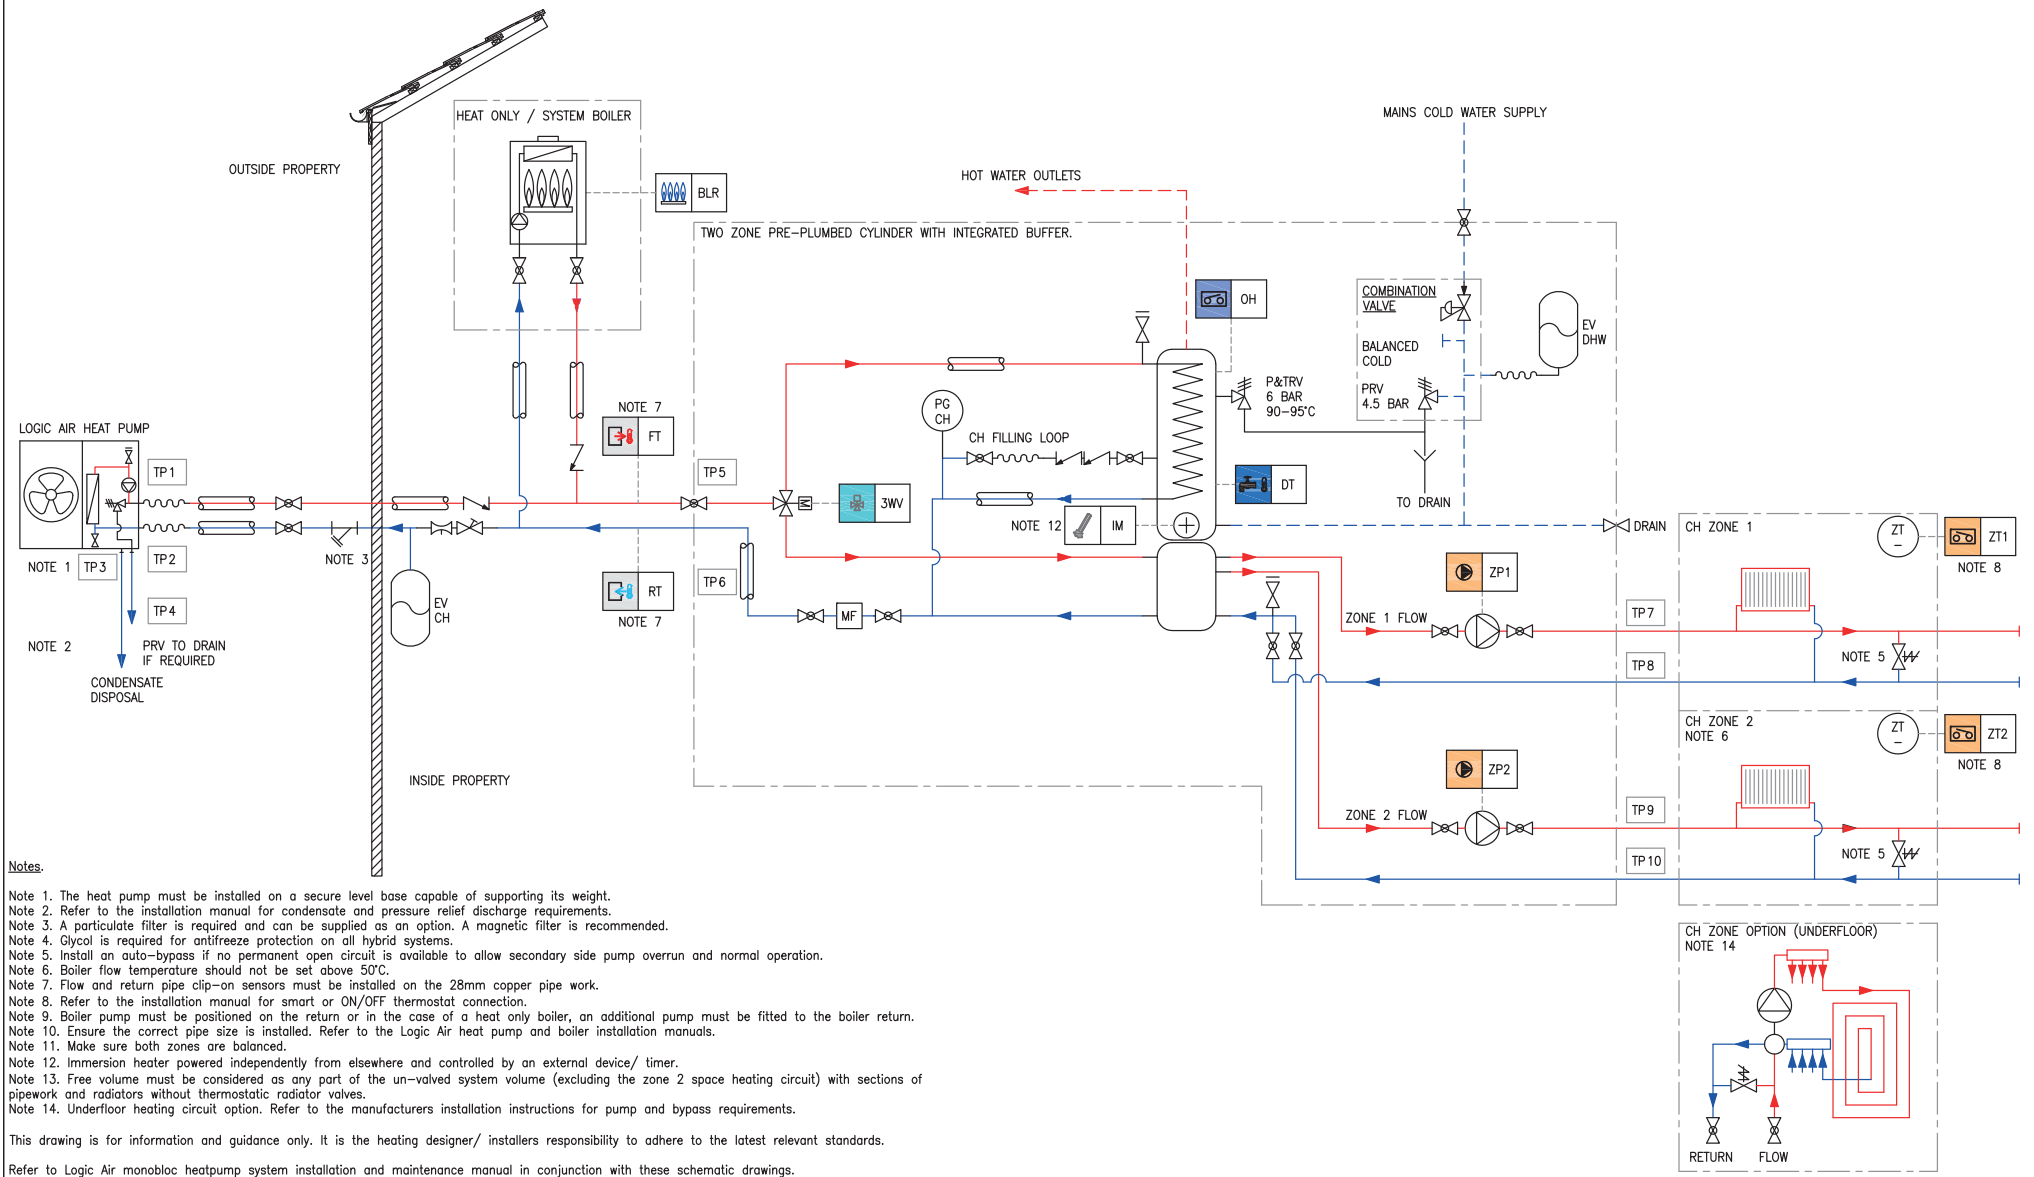 HEAT ONLY / SYSTEM BOILER
MAINS COLD WATER SUPPLY
OUTSIDE PROPERTY
BLR
HOT WATER OUTLETS
TWO ZONE PRE-PLUMBED CYLINDER WITH INTEGRATED BUFFER.
OH
COMBINATION
VALVE
EV
DHW
BALANCED
COLD
P&TRV
6 BAR
90-95°C
PRV
4.5 BAR
PG
CH
NOTE 7
FT
CH FILLING LOOP
LOGIC AIR HEAT PUMP
TP1
TP5
M
3WV
DT
TO DRAIN
NOTE 12
IM
DRAIN
CH ZONE 1
ZT
-
ZT1
NOTE 8
NOTE 1
TP3
TP2
NOTE 3
TP4
EV
CH
RT
NOTE 7
TP6
MF
ZP1
ZONE 1 FLOW
TP7
NOTE 5
TP8
NOTE 2
PRV TO DRAIN
IF REQUIRED
CONDENSATE
DISPOSAL
CH ZONE 2
NOTE 6
ZT
-
ZT2
NOTE 8
INSIDE PROPERTY
ZP2
ZONE 2 FLOW
TP9
NOTE 5
TP10
Notes.
Note 1. The heat pump must be installed on a secure level base capable of supporting its weight.
Note 2. Refer to the installation manual for condensate and pressure relief discharge requirements.
Note 3. A particulate filter is required and can be supplied as an option. A magnetic filter is recommended.
Note 4. Glycol is required for antifreeze protection on all hybrid systems.
Note 5. Install an auto-bypass if no permanent open circuit is available to allow secondary side pump overrun and normal operation.
Note 6. Boiler flow temperature should not be set above 50°C.
Note 7. Flow and return pipe clip-on sensors must be installed on the 28mm copper pipe work.
Note 8. Refer to the installation manual for smart or ON/OFF thermostat connection.
Note 9. Boiler pump must be positioned on the return or in the case of a heat only boiler, an additional pump must be fitted to the boiler return.
Note 10. Ensure the correct pipe size is installed. Refer to the Logic Air heat pump and boiler installation manuals.
Note 11. Make sure both zones are balanced.
Note 12. Immersion heater powered independently from elsewhere and controlled by an external device/ timer.
Note 13. Free volume must be considered as any part of the un-valved system volume (excluding the zone 2 space heating circuit) with sections of
pipework and radiators without thermostatic radiator valves.
Note 14. Underfloor heating circuit option. Refer to the manufacturers installation instructions for pump and bypass requirements.
This drawing is for information and guidance only. It is the heating designer/ installers responsibility to adhere to the latest relevant standards.
Refer to Logic Air monobloc heatpump system installation and maintenance manual in conjunction with these schematic drawings.
CH ZONE OPTION (UNDERFLOOR)
NOTE 14
RETURN
FLOW